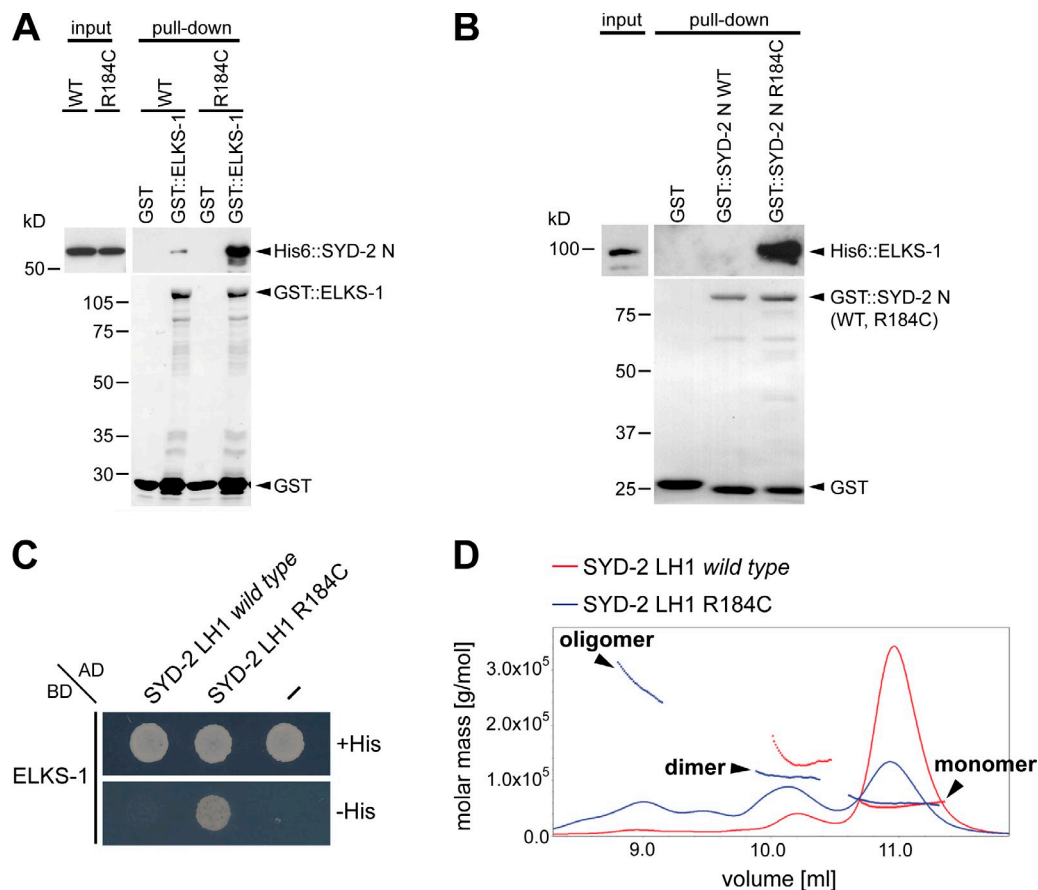 A
input
pull-down
WT
R184C
WT
R184C
GST
GST::ELKS-1
GST
GST::ELKS-1
kD
50
His6::SYD-2 N
GST::ELKS-1
105
75
50
35
30
GST
B
input
pull-down
GST
GST::SYD-2 N WT
GST::SYD-2 N R184C
kD
100
His6::ELKS-1
GST::SYD-2 N
(WT, R184C)
75
50
37
25
GST
C
SYD-2 LH1 wild type
SYD-2 LH1 R184C
–
AD
BD
ELKS-1
+His
-His
D
SYD-2 LH1 wild type
SYD-2 LH1 R184C
oligomer
dimer
monomer
molar mass [g/mol]
3.0x10⁵
2.0x10⁵
1.0x10⁵
0.0
9.0
10.0
11.0
volume [ml]